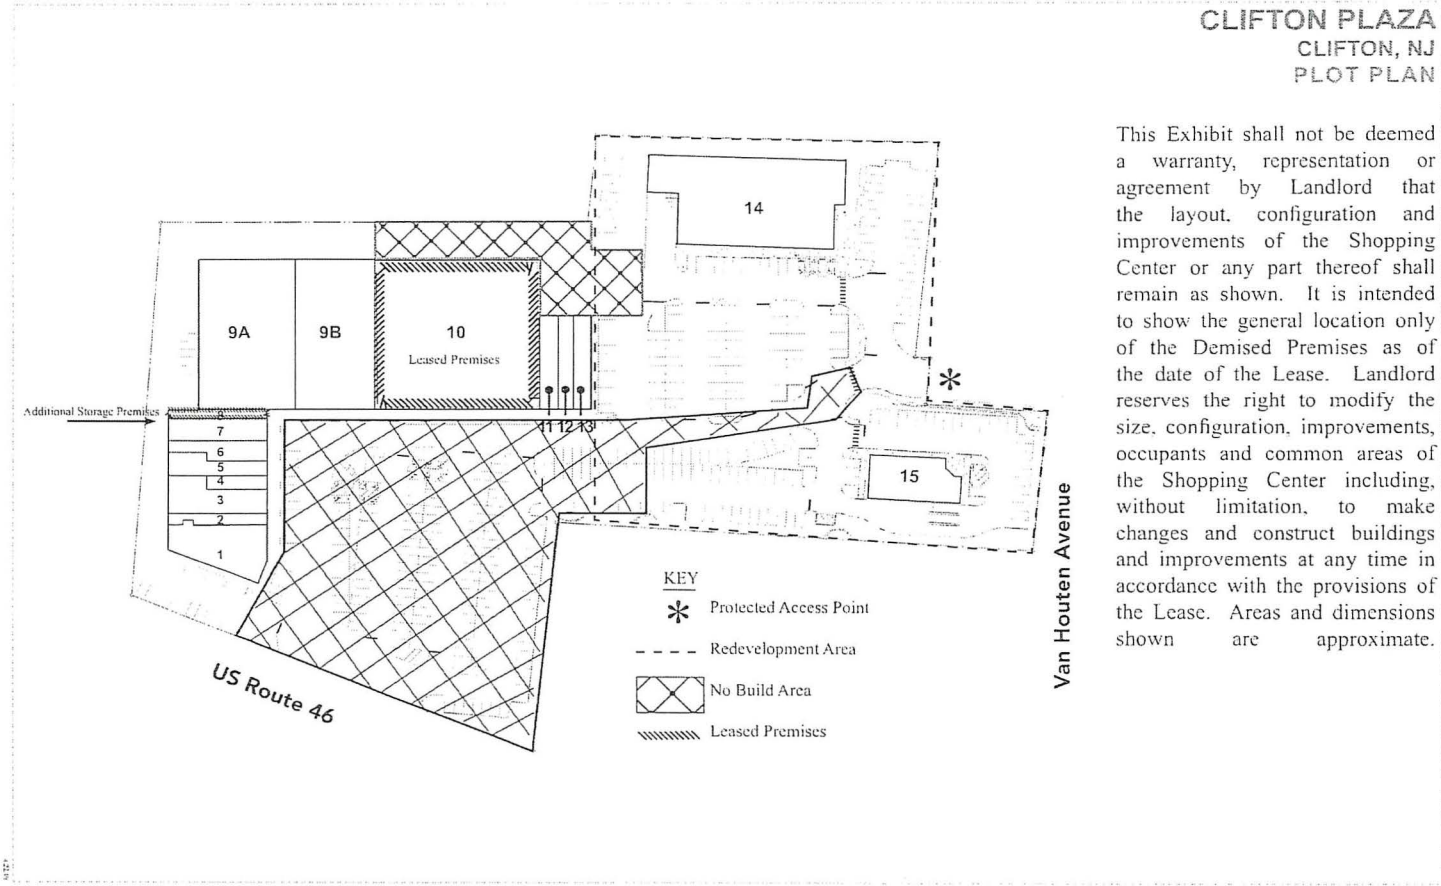 CLIFTON PLAZA
CLIFTON, NJ
PLOT PLAN
This Exhibit shall not be deemed
a warranty, representation or
agreement by Landlord that
the layout, configuration and
improvements of the Shopping
Center or any part thereof shall
remain as shown. It is intended
to show the general location only
of the Demised Premises as of
the date of the Lease. Landlord
reserves the right to modify the
size, configuration, improvements,
occupants and common areas of
the Shopping Center including,
without limitation, to make
changes and construct buildings
and improvements at any time in
accordance with the provisions of
the Lease. Areas and dimensions
shown are approximate.
14
9A
9B
10
Leased Premises
Additional Storage Premises
8
7
6
5
4
3
2
1
11 12 13
15
US Route 46
Van Houten Avenue
KEY
Protected Access Point
Redevelopment Area
No Build Area
Leased Premises